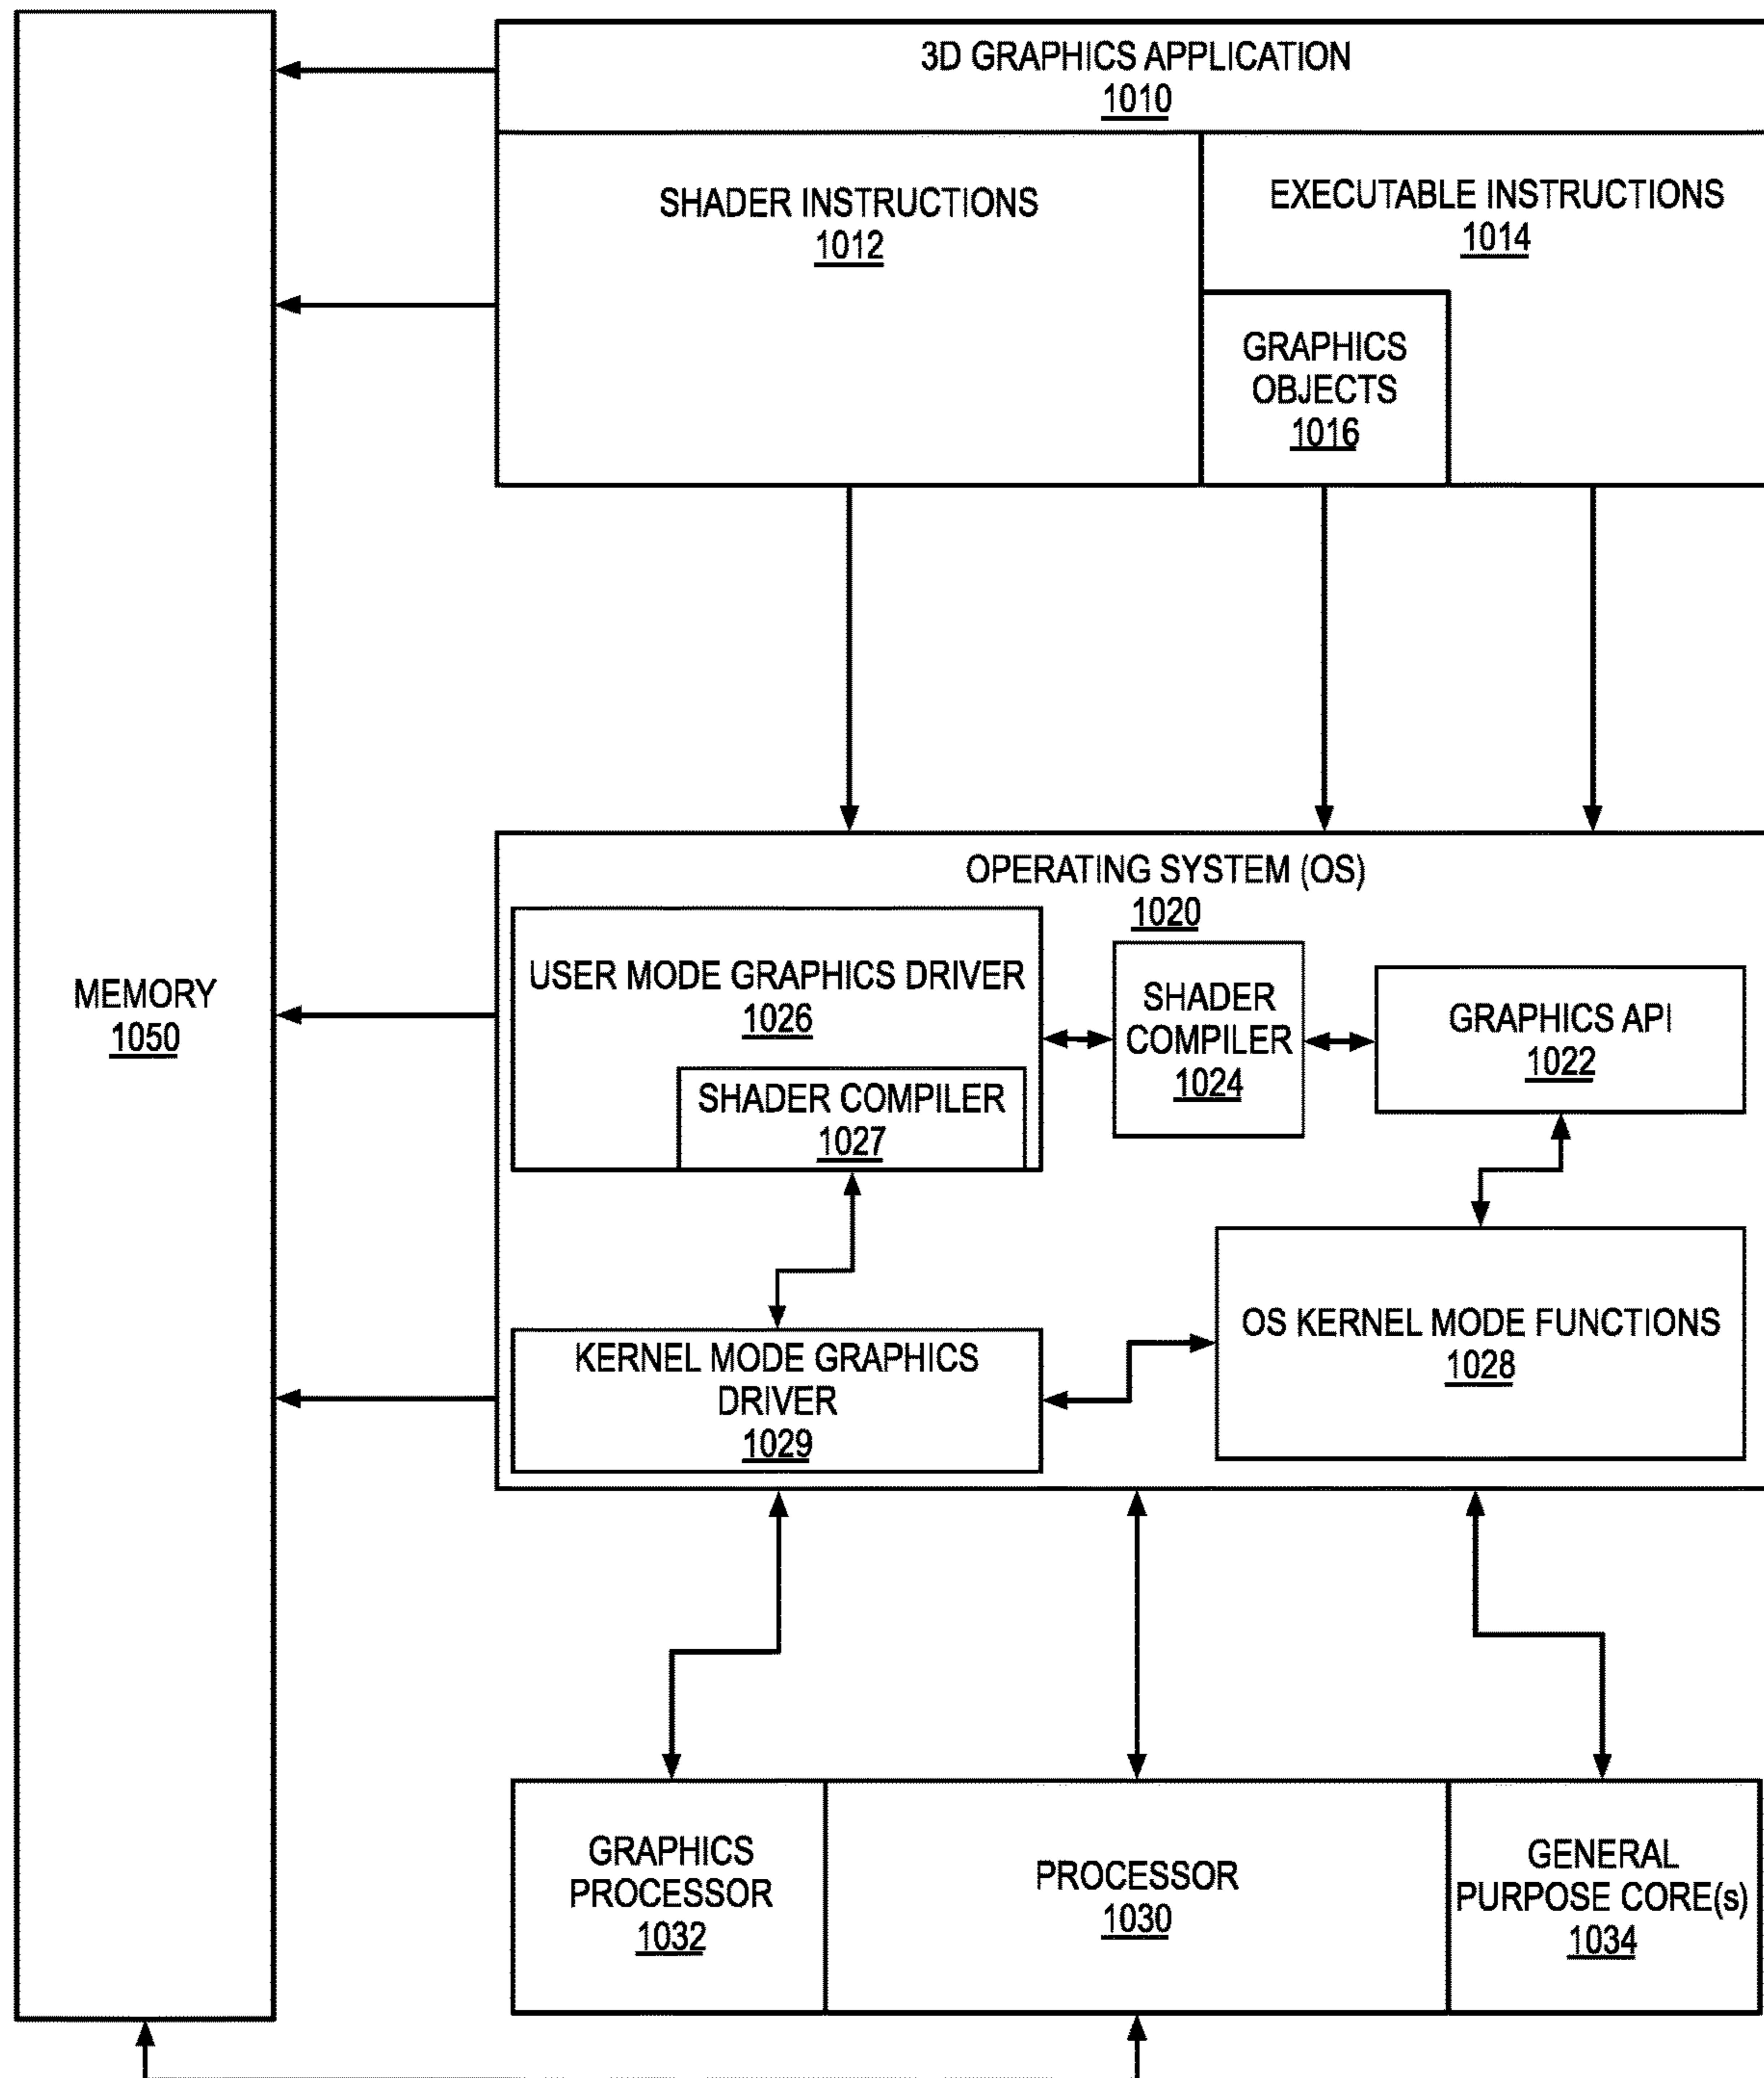 3D GRAPHICS APPLICATION
1010
SHADER INSTRUCTIONS
1012
EXECUTABLE INSTRUCTIONS
1014
GRAPHICS
OBJECTS
1016
OPERATING SYSTEM (OS)
1020
USER MODE GRAPHICS DRIVER
1026
SHADER COMPILER
1027
SHADER
COMPILER
1024
GRAPHICS API
1022
MEMORY
1050
OS KERNEL MODE FUNCTIONS
1028
KERNEL MODE GRAPHICS
DRIVER
1029
GRAPHICS
PROCESSOR
1032
PROCESSOR
1030
GENERAL
PURPOSE CORE(s)
1034